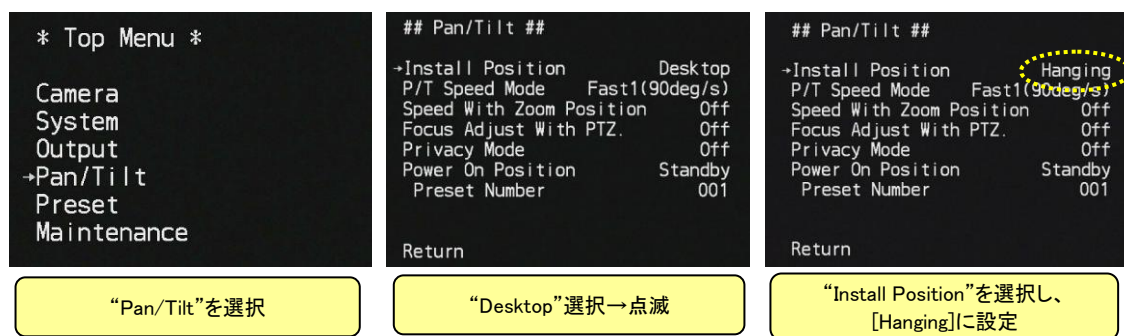 * Top Menu *
Camera
System
Output
→Pan/Tilt
Preset
Maintenance
“Pan/Tilt”を選択
## Pan/Tilt ##
→Install Position Desktop
P/T Speed Mode Fast1(90deg/s)
Speed With Zoom Position Off
Focus Adjust With PTZ. Off
Privacy Mode Off
Power On Position Standby
Preset Number 001
Return
“Desktop”選択→点滅
## Pan/Tilt ##
→Install Position Hanging
P/T Speed Mode Fast1(90deg/s)
Speed With Zoom Position Off
Focus Adjust With PTZ. Off
Privacy Mode Off
Power On Position Standby
Preset Number 001
Return
“Install Position”を選択し、
[Hanging]に設定